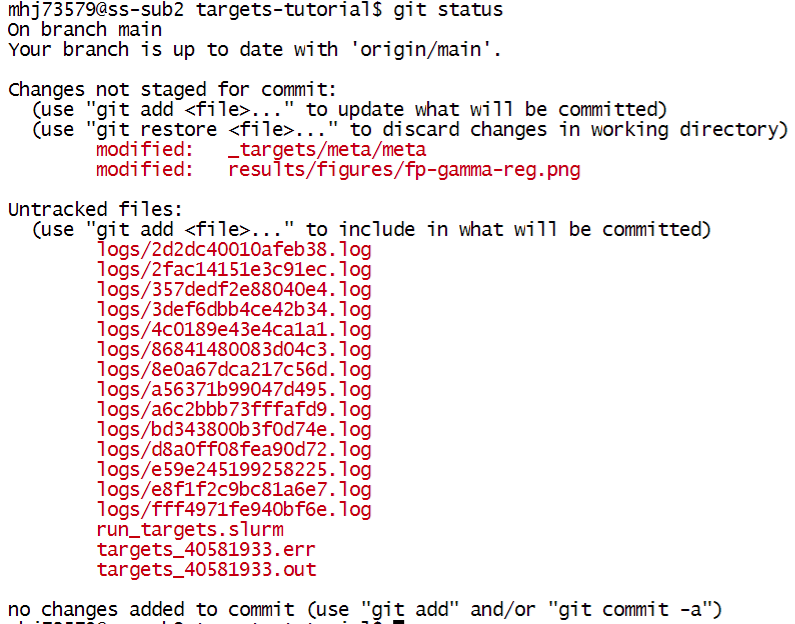 mhj73579@ss-sub2 targets-tutorial$ git status
On branch main
Your branch is up to date with 'origin/main'.
Changes not staged for commit:
(use "git add <file>..." to update what will be committed)
(use "git restore <file>..." to discard changes in working directory)
modified: _targets/meta/meta
modified: results/figures/fp-gamma-reg.png
Untracked files:
(use "git add <file>..." to include in what will be committed)
logs/2d2dc40010afeb38.log
logs/2fac14151e3c91ec.log
logs/357dedf2e88040e4.log
logs/3def6dbb4ce42b34.log
logs/4c0189e43e4ca1a1.log
logs/86841480083d04c3.log
logs/8e0a67dca217c56d.log
logs/a56371b99047d495.log
logs/a6c2bbb73fffafd9.log
logs/bd343800b3f0d74e.log
logs/d8a0ff08fea90d72.log
logs/e59e245199258225.log
logs/e8f1f2c9bc81a6e7.log
logs/fff4971fe940bf6e.log
run_targets.slurm
targets_40581933.err
targets_40581933.out
no changes added to commit (use "git add" and/or "git commit -a")